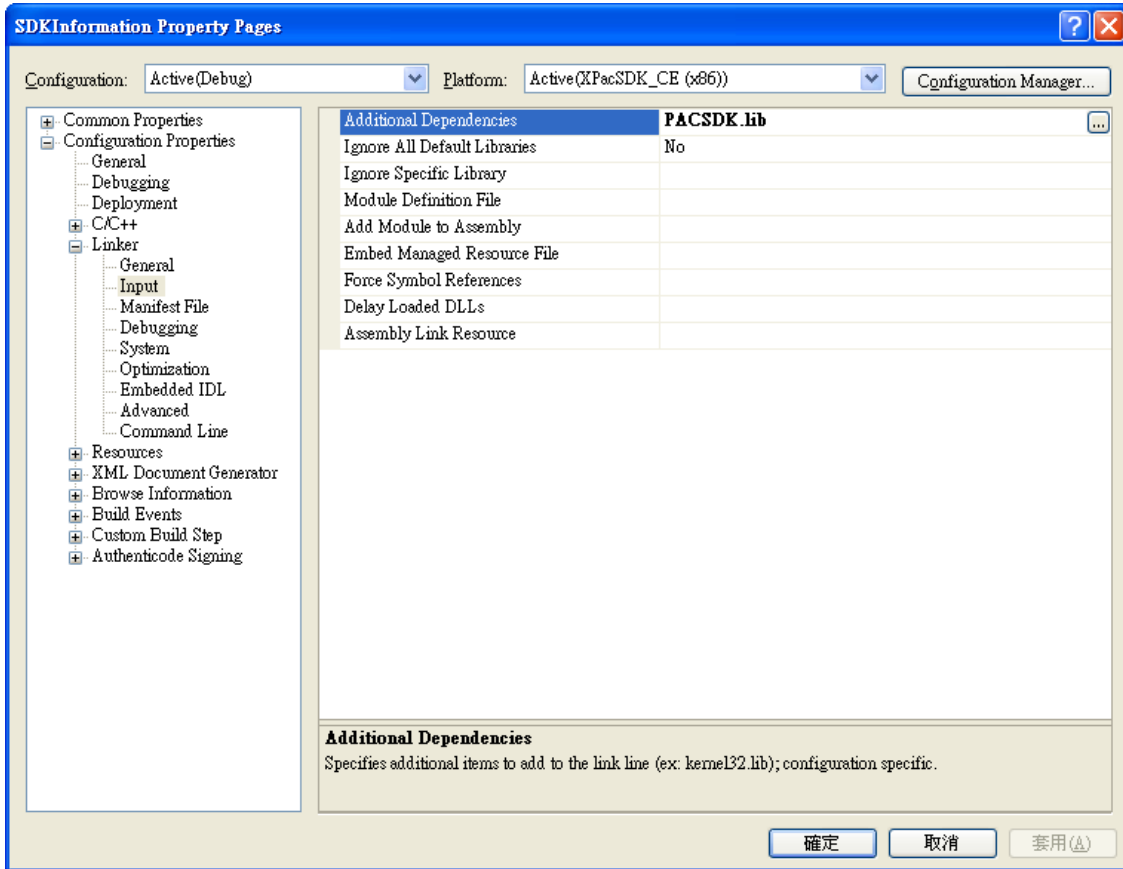 SDKInformation Property Pages
Configuration: Active(Debug) Platform: Active(XPacSDK_CE (x86)) Configuration Manager...
Common Properties
Configuration Properties
General
Debugging
Deployment
C/C++
Linker
General
Input
Manifest File
Debugging
System
Optimization
Embedded IDL
Advanced
Command Line
Resources
XML Document Generator
Browse Information
Build Events
Custom Build Step
Authenticode Signing
Additional Dependencies PACSDK.lib ...
Ignore All Default Libraries No
Ignore Specific Library
Module Definition File
Add Module to Assembly
Embed Managed Resource File
Force Symbol References
Delay Loaded DLLs
Assembly Link Resource
Additional Dependencies
Specifies additional items to add to the link line (ex: kernel32.lib); configuration specific.
確定 取消 套用(A)